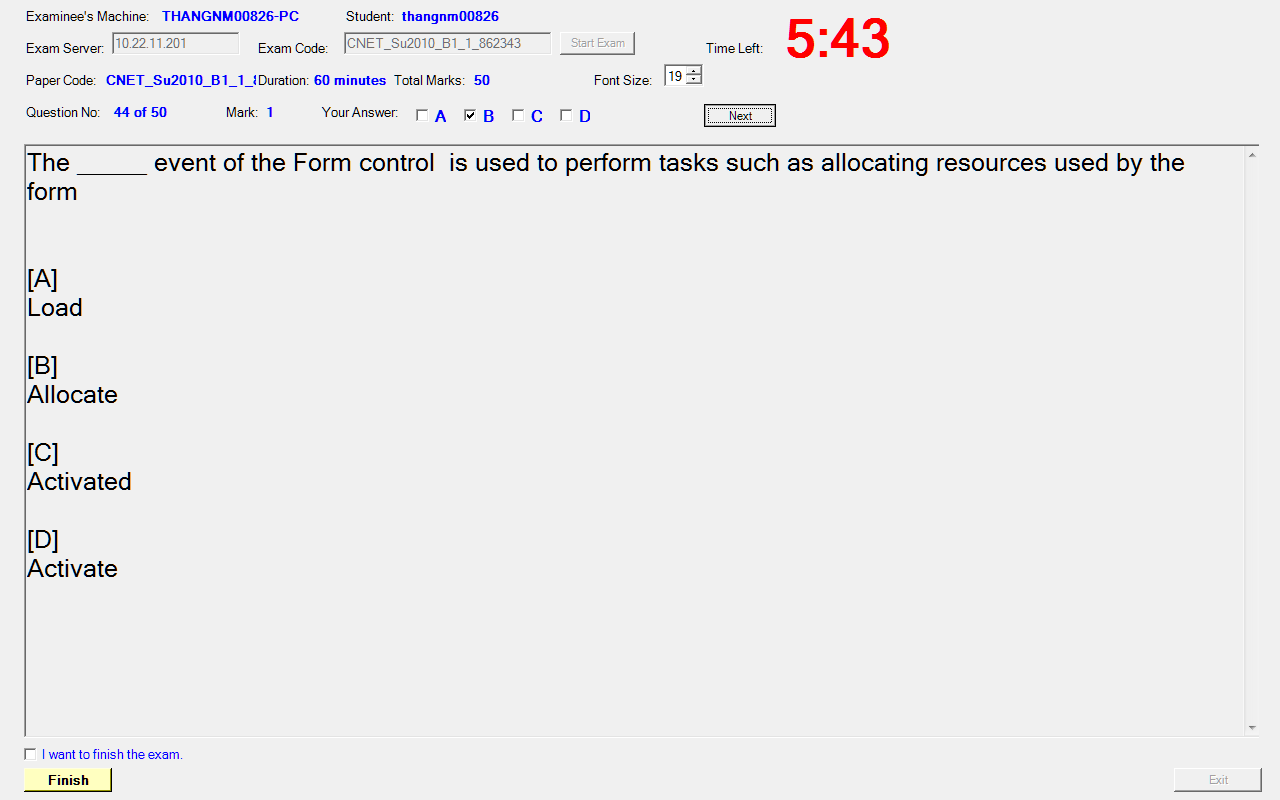 Examinee's Machine: THANGNM00826-PC Student: thangnm00826
Exam Server: 10.22.11.201 Exam Code: CNET_Su2010_B1_1_862343 Start Exam Time Left: 5:43
Paper Code: CNET_Su2010_B1_1_ Duration: 60 minutes Total Marks: 50 Font Size: 19
Question No: 44 of 50 Mark: 1 Your Answer: A B C D Next
The _____ event of the Form control  is used to perform tasks such as allocating resources used by the
form
[A]
Load
[B]
Allocate
[C]
Activated
[D]
Activate
I want to finish the exam.
Finish Exit